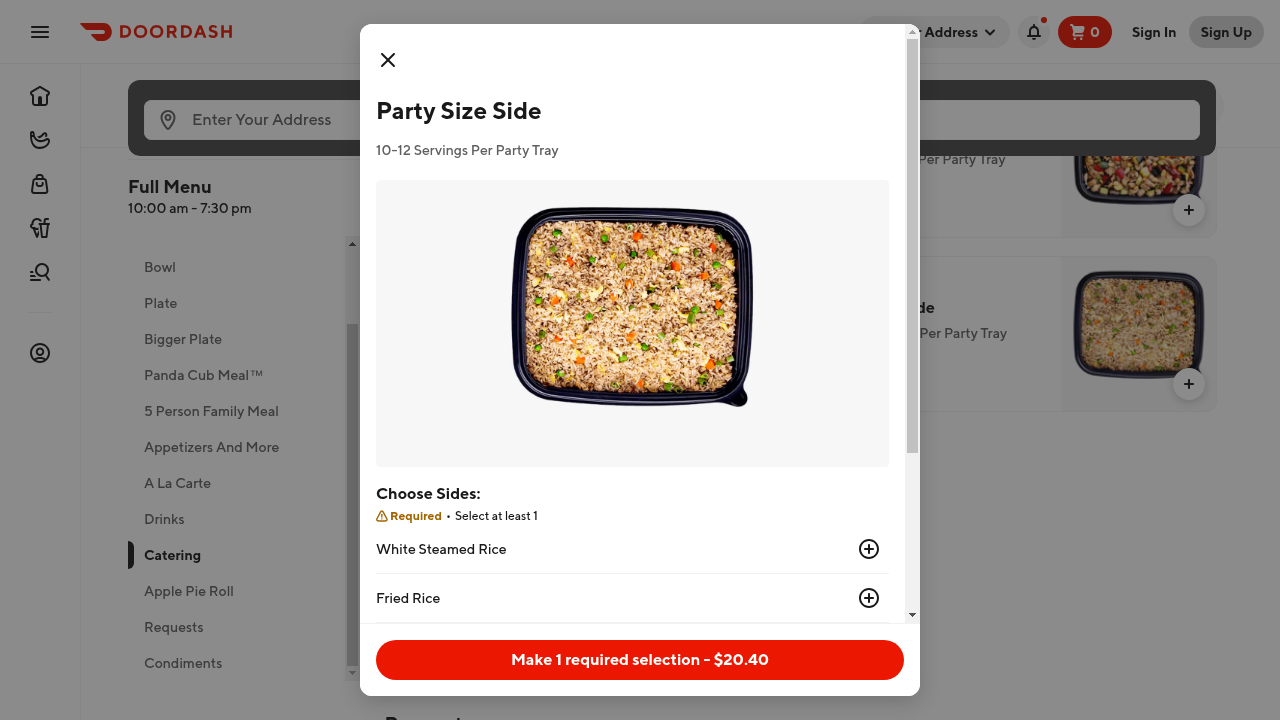 DOORDASH
Address
0
Sign In
Sign Up
Enter Your Address
Full Menu
10:00 am - 7:30 pm
Bowl
Plate
Bigger Plate
Panda Cub Meal™
5 Person Family Meal
Appetizers And More
A La Carte
Drinks
Catering
Apple Pie Roll
Requests
Condiments
Party Size Side
10-12 Servings Per Party Tray
Choose Sides:
Required • Select at least 1
White Steamed Rice
Fried Rice
Make 1 required selection - $20.40
Per Party Tray
Per Party Tray